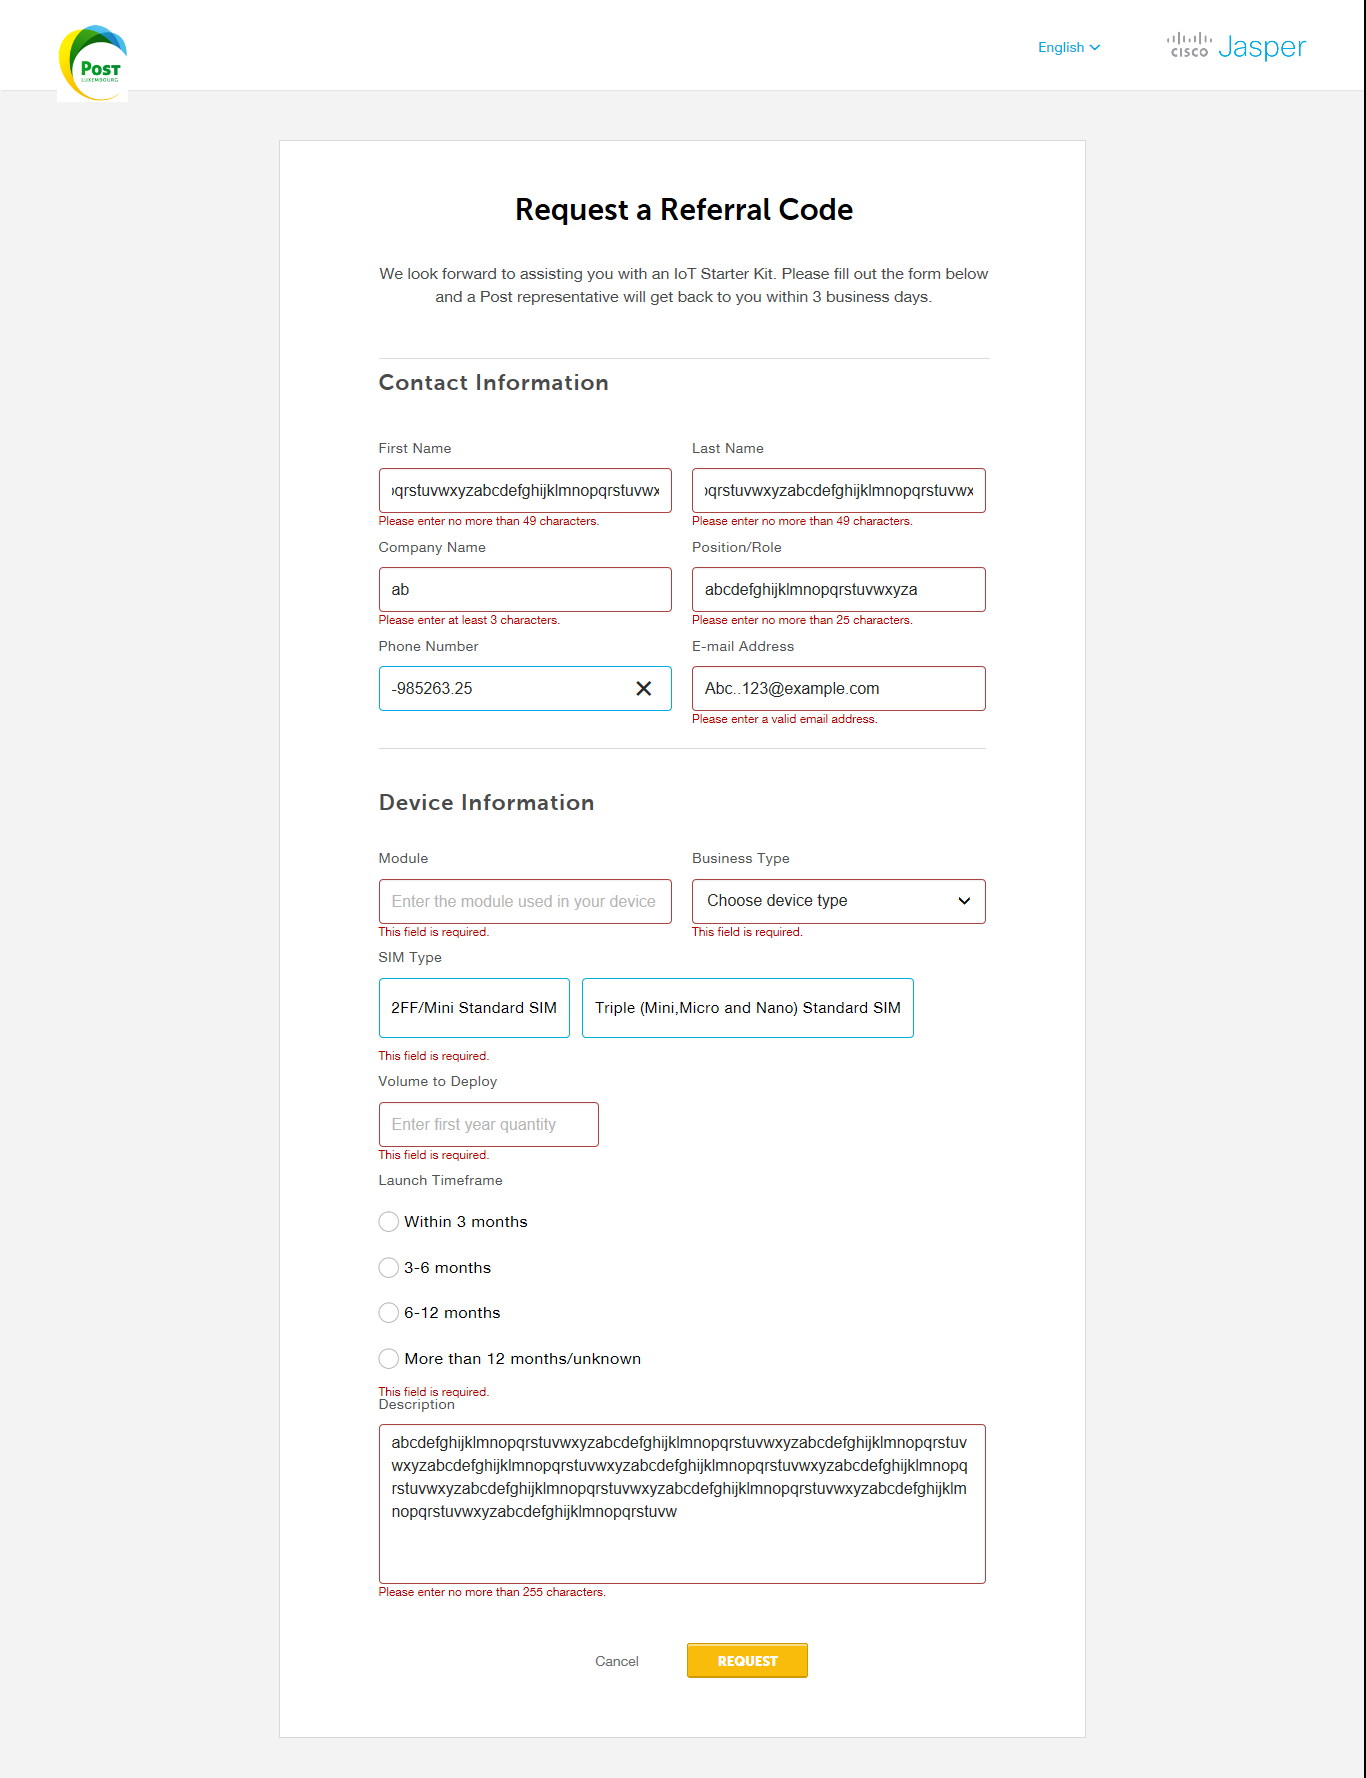 POST
LUXEMBOURG
English
CISCO Jasper
Request a Referral Code
We look forward to assisting you with an IoT Starter Kit. Please fill out the form below
and a Post representative will get back to you within 3 business days.
Contact Information
First Name
Last Name
pqrstuvwxyzabcdefghijklmnopqrstuvwx
pqrstuvwxyzabcdefghijklmnopqrstuvwx
Please enter no more than 49 characters.
Please enter no more than 49 characters.
Company Name
Position/Role
ab
abcdefghijklmnopqrstuvwxyza
Please enter at least 3 characters.
Please enter no more than 25 characters.
Phone Number
E-mail Address
-985263.25
Abc..123@example.com
Please enter a valid email address.
Device Information
Module
Business Type
Enter the module used in your device
Choose device type
This field is required.
This field is required.
SIM Type
2FF/Mini Standard SIM
Triple (Mini,Micro and Nano) Standard SIM
This field is required.
Volume to Deploy
Enter first year quantity
This field is required.
Launch Timeframe
Within 3 months
3-6 months
6-12 months
More than 12 months/unknown
This field is required.
Description
abcdefghijklmnopqrstuvwxyzabcdefghijklmnopqrstuvwxyzabcdefghijklmnopqrstuv
wxyzabcdefghijklmnopqrstuvwxyzabcdefghijklmnopqrstuvwxyzabcdefghijklmnopq
rstuvwxyzabcdefghijklmnopqrstuvwxyzabcdefghijklmnopqrstuvwxyzabcdefghijklm
nopqrstuvwxyzabcdefghijklmnopqrstuvw
Please enter no more than 255 characters.
Cancel
REQUEST